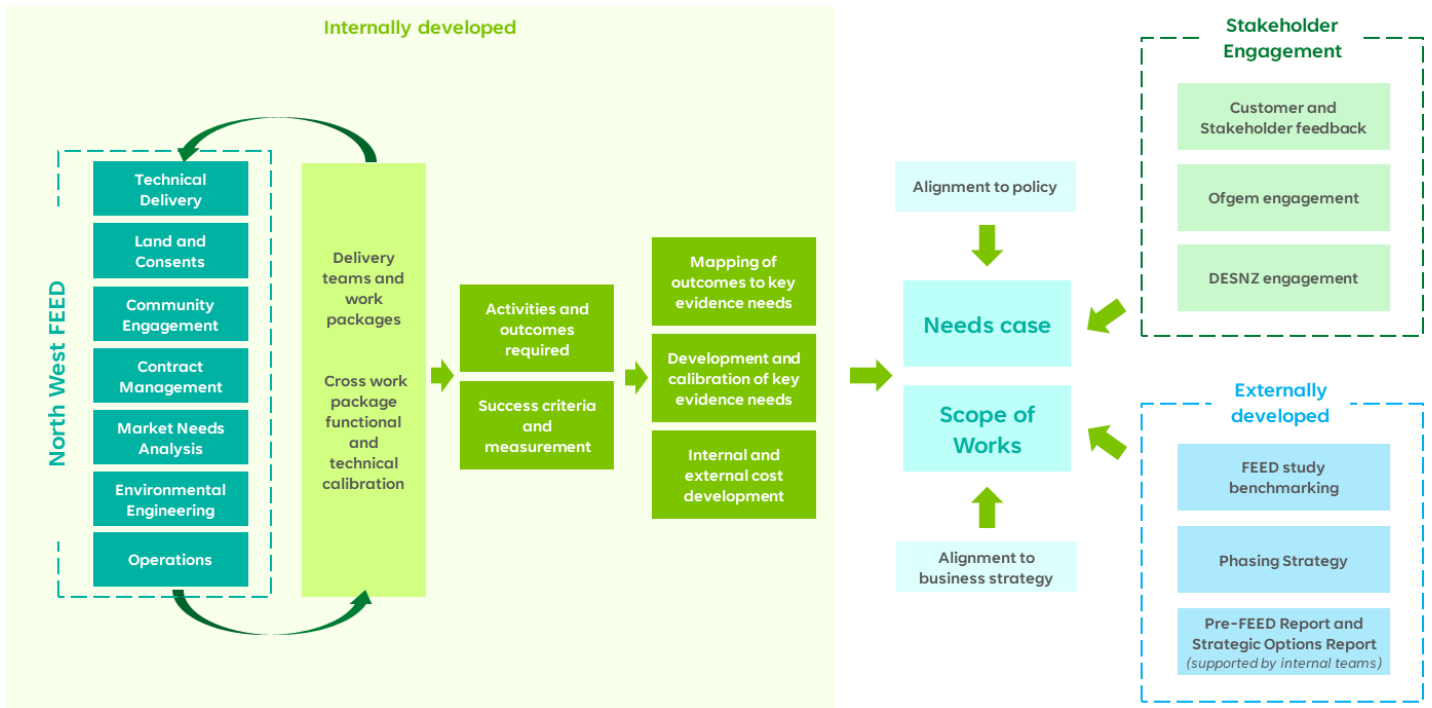 Internally developed
North West FEED
Technical
Delivery
Land and
Consents
Community
Engagement
Contract
Management
Market Needs
Analysis
Environmental
Engineering
Operations
Delivery
teams and
work
packages
Cross work
package
functional
and
technical
calibration
Activities and
outcomes
required
Success criteria
and
measurement
Mapping of
outcomes to key
evidence needs
Development and
calibration of key
evidence needs
Internal and
external cost
development
Alignment to policy
Needs case
Scope of
Works
Alignment to
business strategy
Stakeholder
Engagement
Customer and
Stakeholder feedback
Ofgem engagement
DESNZ engagement
Externally
developed
FEED study
benchmarking
Phasing Strategy
Pre-FEED Report and
Strategic Options Report
(supported by internal teams)